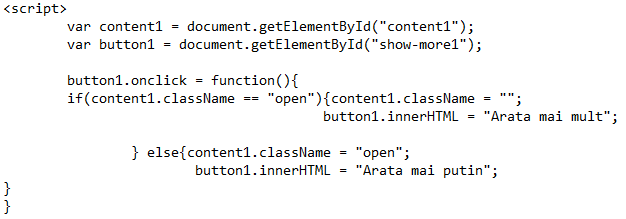 <script>
var content1 = document.getElementById("content1");
var button1 = document.getElementById("show-more1");
button1.onclick = function(){
if(content1.className == "open"){content1.className = "";
button1.innerHTML = "Arata mai mult";
} else{content1.className = "open";
button1.innerHTML = "Arata mai putin";
}
}